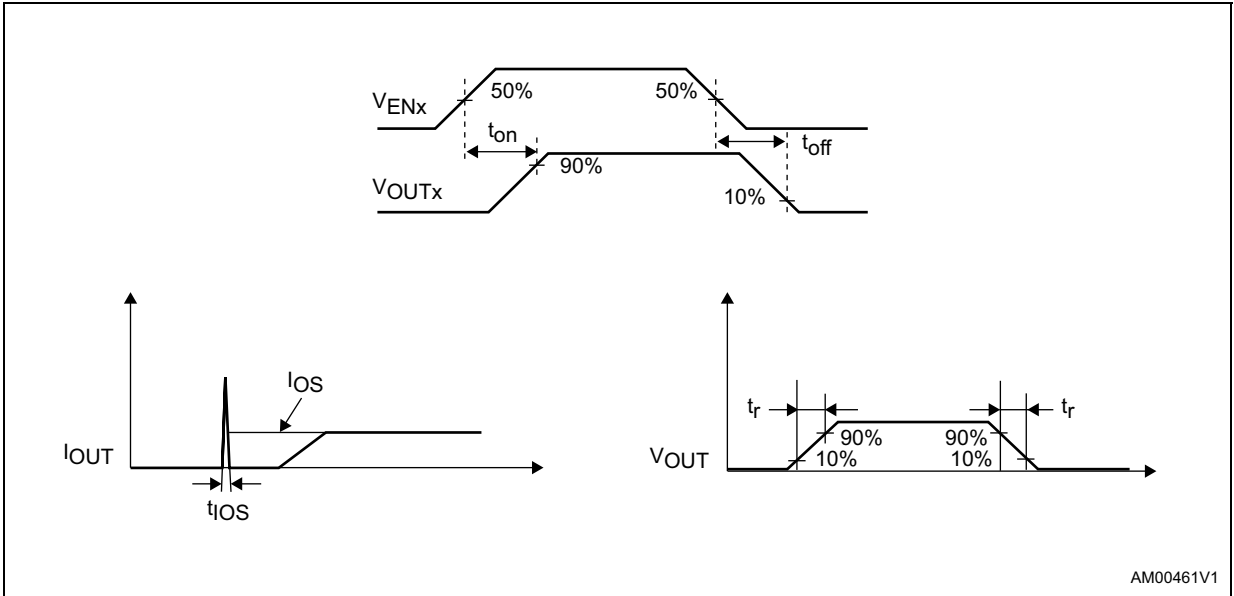 VENx
50%
50%
ton
toff
VOUTx
90%
10%
IOS
IOUT
tIOS
tr
tr
90%
90%
VOUT
10%
10%
AM00461V1